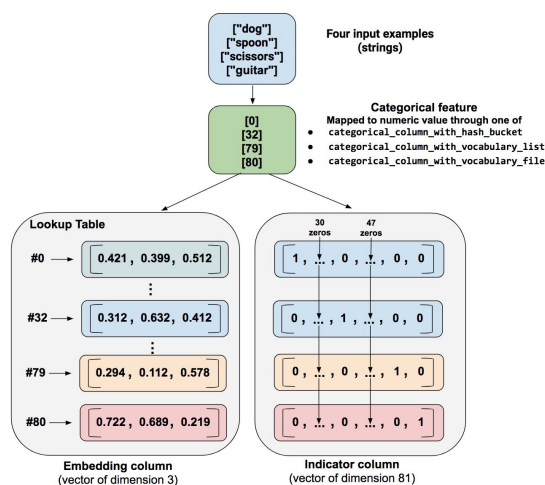 ["dog"]
["spoon"]
["scissors"]
["guitar"]
Four input examples
(strings)
[0]
[32]
[79]
[80]
Categorical feature
Mapped to numeric value through one of
• categorical_column_with_hash_bucket
• categorical_column_with_vocabulary_list
• categorical_column_with_vocabulary_file
Lookup Table
#0
0.421 , 0.399 , 0.512
...
#32
0.312 , 0.632 , 0.412
...
#79
0.294 , 0.112 , 0.578
#80
0.722 , 0.689 , 0.219
Embedding column
(vector of dimension 3)
30
zeros
47
zeros
1 , ... , 0 , ... , 0 , 0
0 , ... , 1 , ... , 0 , 0
0 , ... , 0 , ... , 1 , 0
0 , ... , 0 , ... , 0 , 1
Indicator column
(vector of dimension 81)